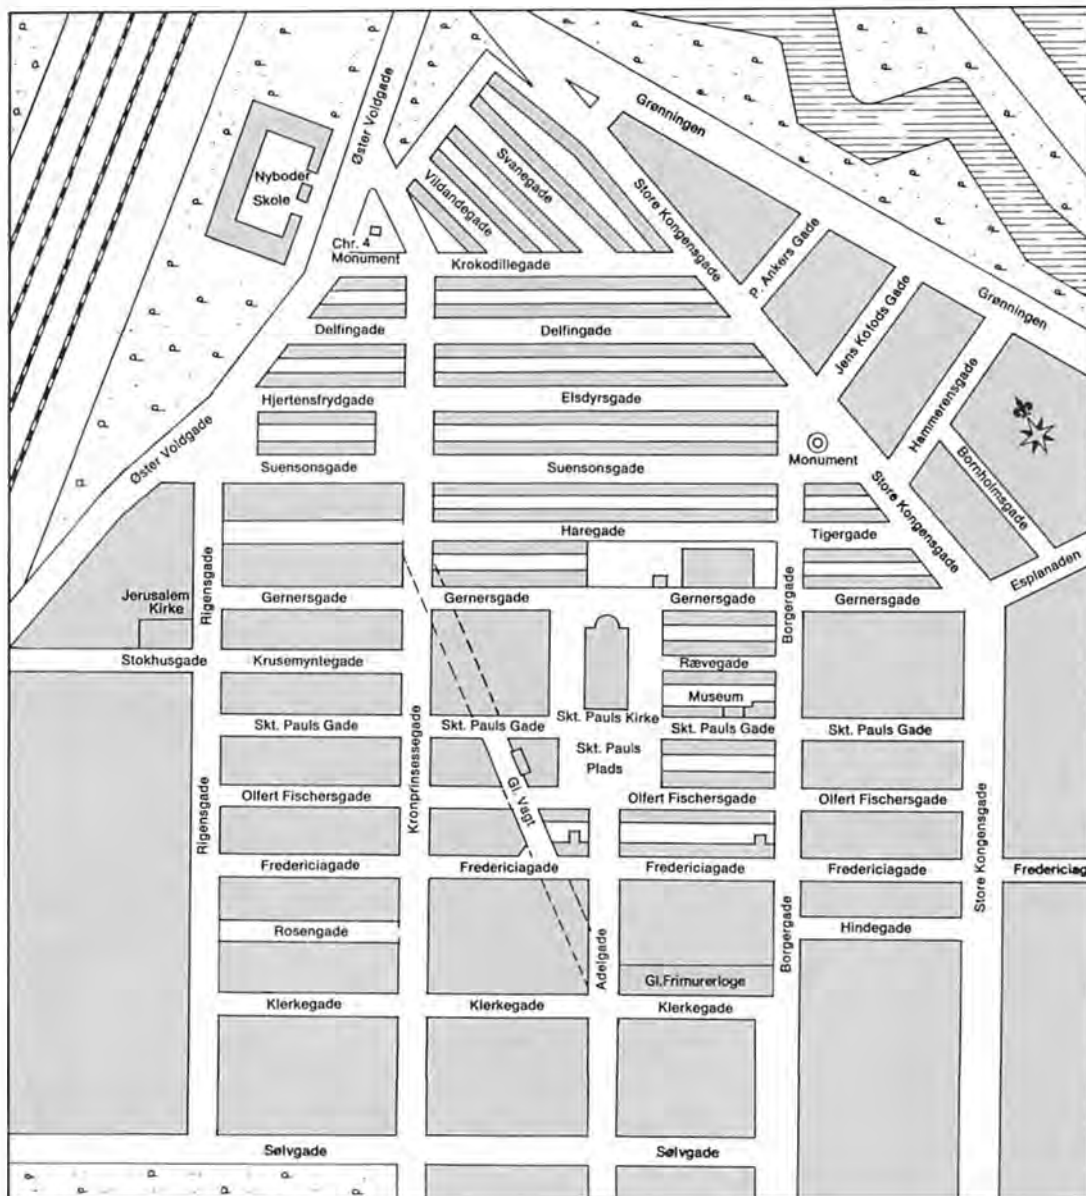 Øster Voldgade
Grønningen
Nyboder
Skole
Svanegade
Vildandegade
Store Kongensgade
Chr. 4
Monument
Krokodillegade
P. Ankers Gade
Grønningen
Delfingade
Delfingade
Jens Kofods Gade
Hjertensfrydgade
Elsdyrsgade
Hammerensgade
Øster Voldgade
Suensonsgade
Suensonsgade
Monument
Bornholmsgade
Store Kongensgade
Haregade
Tigergade
Esplanaden
Rigensgade
Borgergade
Jerusalem
Kirke
Gernersgade
Gernersgade
Gernersgade
Gernersgade
Stokhusgade
Krusemyntegade
Rævegade
Museum
Skt. Pauls Kirke
Skt. Pauls Gade
Skt. Pauls Gade
Skt. Pauls Gade
Skt. Pauls Gade
Kronprinsessegade
Skt. Pauls
Plads
Gl. Vagt
Rigensgade
Olfert Fischersgade
Olfert Fischersgade
Olfert Fischersgade
Store Kongensgade
Fredericiagade
Fredericiagade
Fredericiagade
Fredericiagade
Fredericiag
Rosengade
Hindegade
Adelgade
Borgergade
Gl.Frimurerloge
Klerkegade
Klerkegade
Klerkegade
Sølvgade
Sølvgade